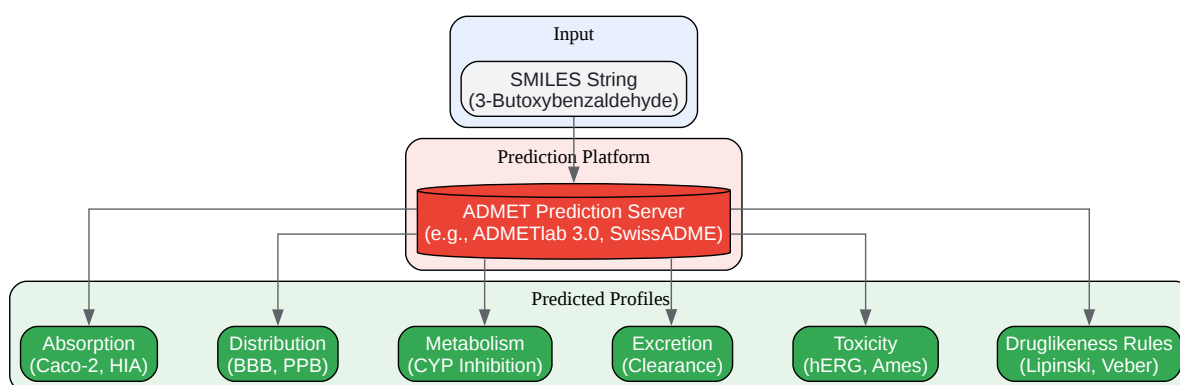 Input
SMILES String
(3-Butoxybenzaldehyde)
Prediction Platform
ADMET Prediction Server
(e.g., ADMETlab 3.0, SwissADME)
Predicted Profiles
Absorption
(Caco-2, HIA)
Distribution
(BBB, PPB)
Metabolism
(CYP Inhibition)
Excretion
(Clearance)
Toxicity
(hERG, Ames)
Druglikeness Rules
(Lipinski, Veber)